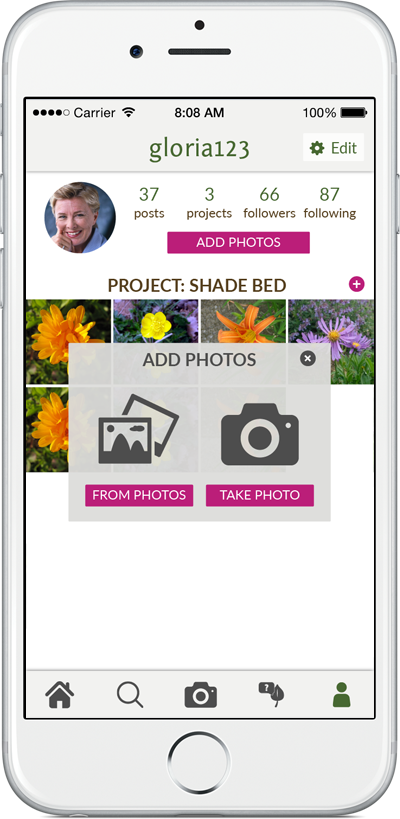 Carrier 8:08 AM 100%
gloria123 Edit
37 3 66 87
posts projects followers following
ADD PHOTOS
PROJECT: SHADE BED
ADD PHOTOS
FROM PHOTOS TAKE PHOTO
?